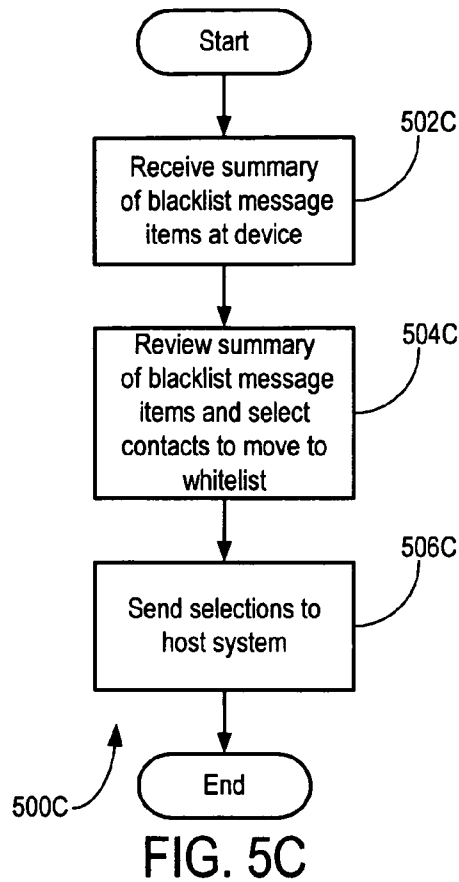 Start
502C
Receive summary
of blacklist message
items at device
504C
Review summary
of blacklist message
items and select
contacts to move to
whitelist
506C
Send selections to
host system
End
500C
FIG. 5C